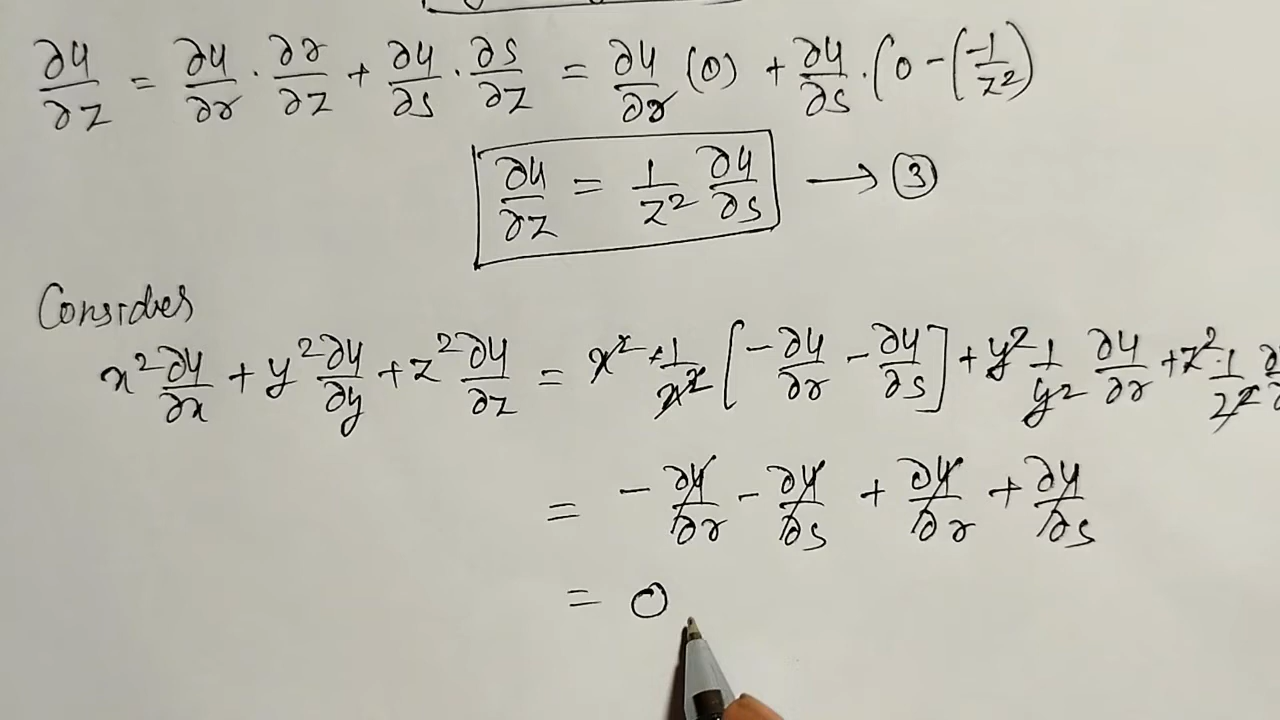 ∂u/∂z = ∂u/∂r · ∂r/∂z + ∂u/∂s · ∂s/∂z = ∂u/∂r (0) + ∂u/∂s · (0 - (-1/z²)
∂u/∂z = 1/z² ∂u/∂s → ③
Consider
x² ∂u/∂x + y² ∂u/∂y + z² ∂u/∂z = x² · 1/x² [-∂u/∂r - ∂u/∂s] + y² 1/y² ∂u/∂r + z² · 1/z²
= -∂u/∂r - ∂u/∂s + ∂u/∂r + ∂u/∂s
= 0